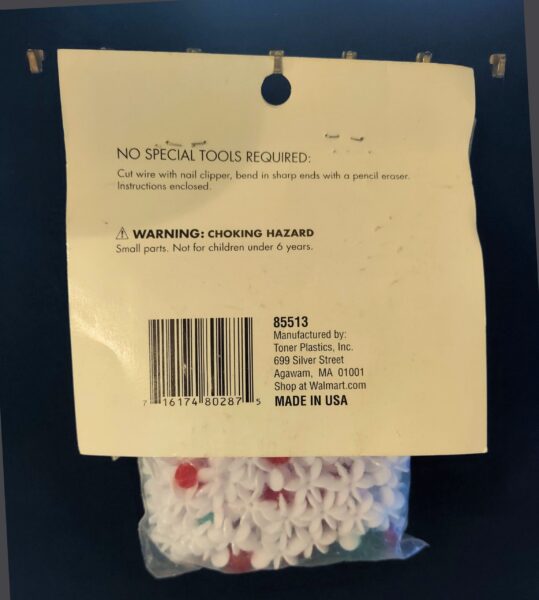 NO SPECIAL TOOLS REQUIRED:
Cut wire with nail clipper, bend in sharp ends with a pencil eraser.
Instructions enclosed.
WARNING: CHOKING HAZARD
Small parts. Not for children under 6 years.
85513
Manufactured by:
Toner Plastics, Inc.
699 Silver Street
Agawam, MA 01001
Shop at Walmart.com
MADE IN USA
7 16174 80287 5